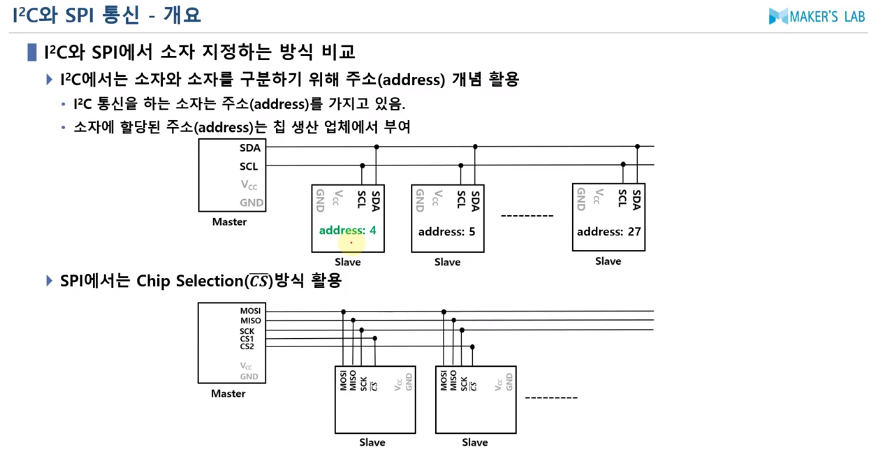 I²C와 SPI 통신 - 개요
MAKER'S LAB
I²C와 SPI에서 소자 지정하는 방식 비교
I²C에서는 소자와 소자를 구분하기 위해 주소(address) 개념 활용
I²C 통신을 하는 소자는 주소(address)를 가지고 있음.
소자에 할당된 주소(address)는 칩 생산 업체에서 부여
SDA
SCL
VCC
GND
Master
GND VCC SCL SDA
address: 4
Slave
GND VCC SCL SDA
address: 5
Slave
GND VCC SCL SDA
address: 27
Slave
SPI에서는 Chip Selection(C̅S̅)방식 활용
MOSI
MISO
SCK
CS1
CS2
VCC
GND
Master
MOSI MISO SCK C̅S̅ VCC GND
Slave
MOSI MISO SCK C̅S̅ VCC GND
Slave